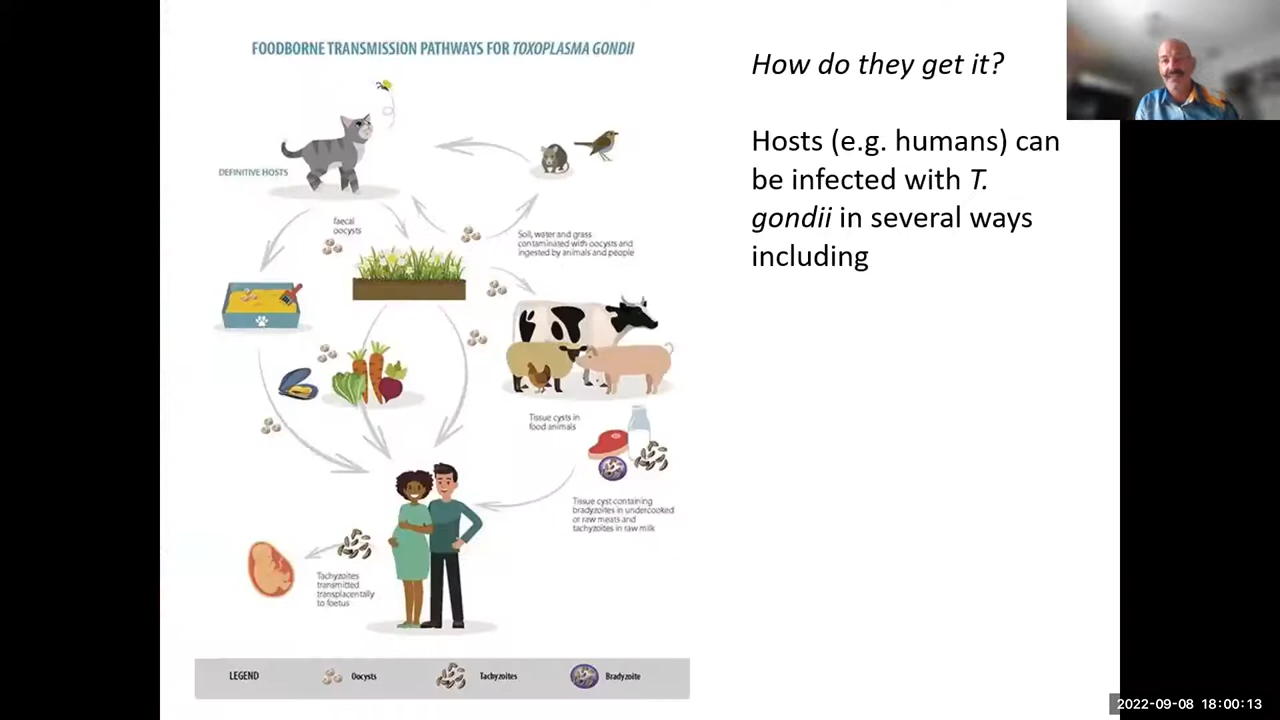 FOODBORNE TRANSMISSION PATHWAYS FOR TOXOPLASMA GONDII
DEFINITIVE HOSTS
faecal
oocysts
Soil, water and grass
contaminated with oocysts and
ingested by animals and people
Tissue cysts in
food animals
Tissue cyst containing
bradyzoites in undercooked
or raw meats and
tachyzoites in raw milk
Tachyzoites
transmitted
transplacentally
to foetus
LEGEND
Oocysts
Tachyzoites
Bradyzoite
How do they get it?
Hosts (e.g. humans) can
be infected with T.
gondii in several ways
including
2022-09-08 18:00:13